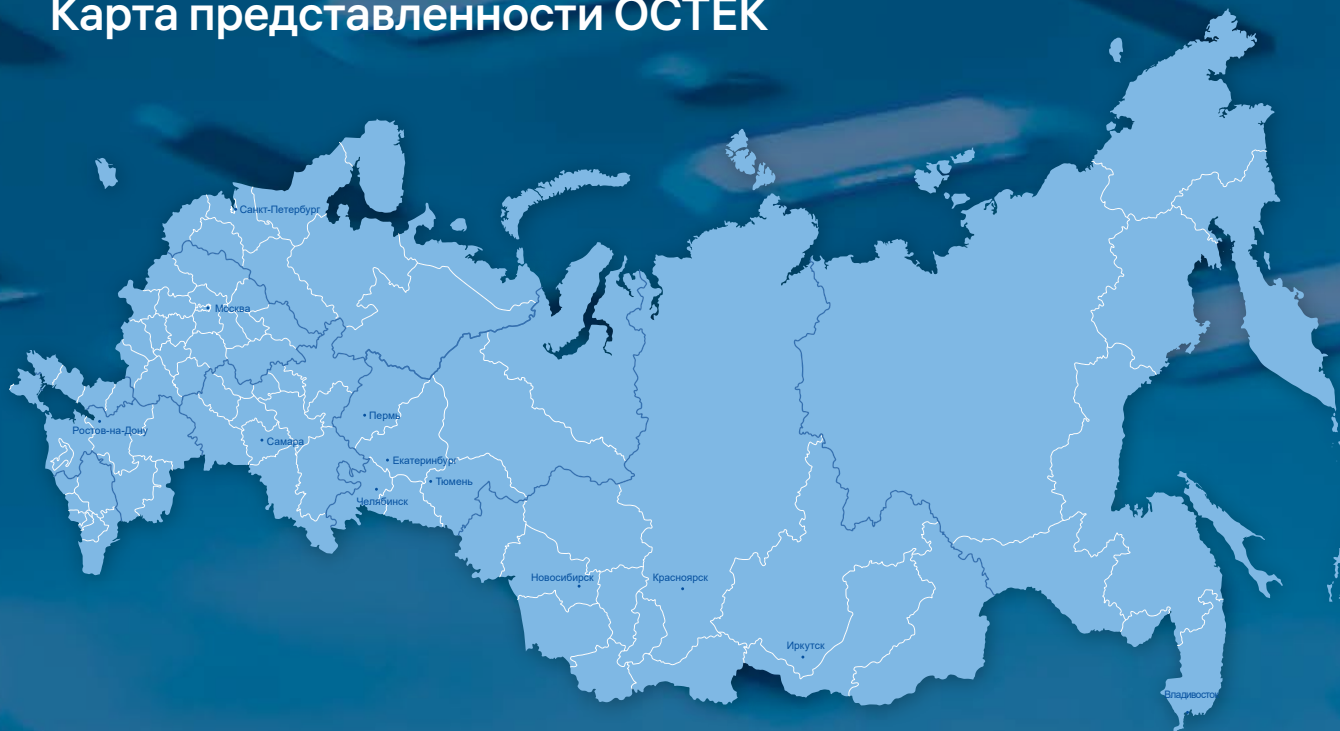 Карта представленности ОСТЕК
Санкт-Петербург
Москва
Пермь
Ростов-на-Дону
Самара
Екатеринбург
Тюмень
Челябинск
Новосибирск
Красноярск
Иркутск
Владивосток